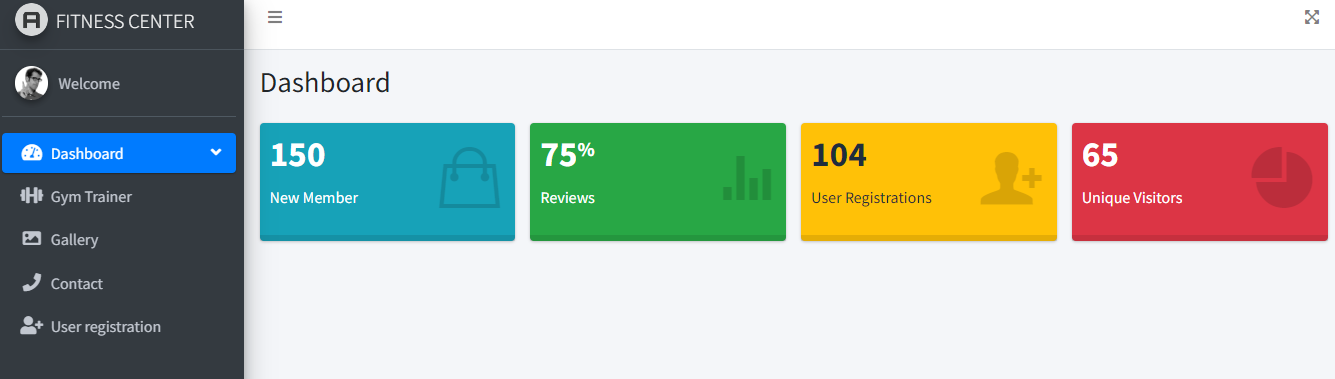 FITNESS CENTER
Welcome
Dashboard
Gym Trainer
Gallery
Contact
User registration
Dashboard
150
New Member
75%
Reviews
104
User Registrations
65
Unique Visitors